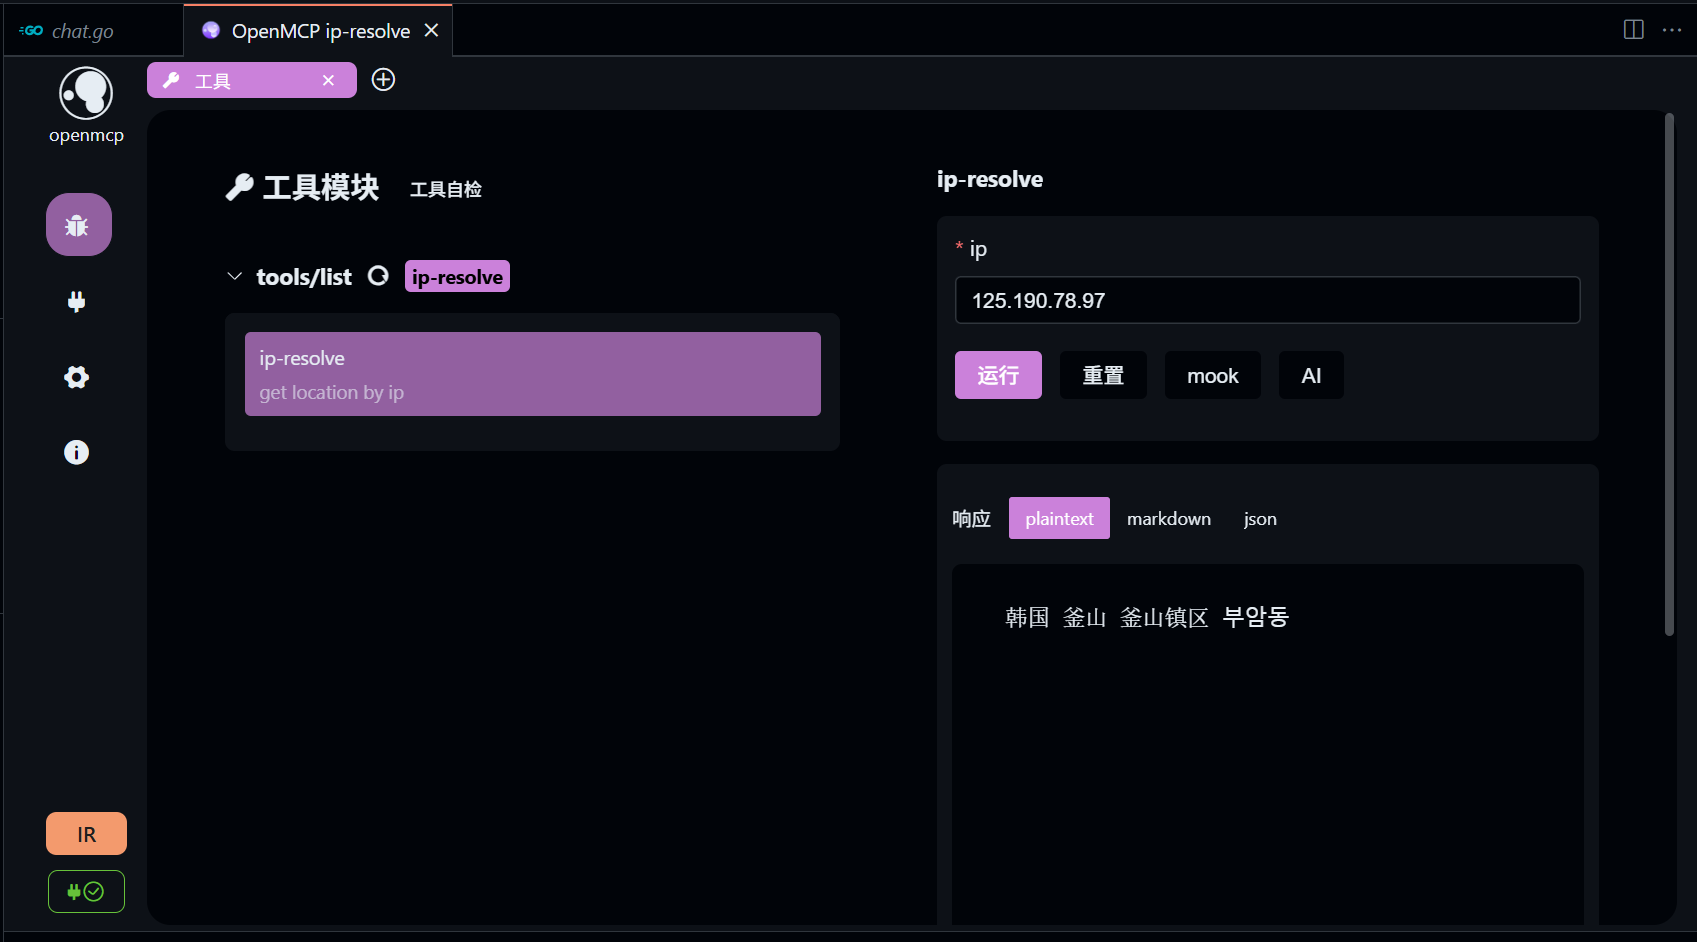 GO chat.go
OpenMCP ip-resolve
工具
openmcp
工具模块 工具自检
tools/list ip-resolve
ip-resolve
get location by ip
IR
ip-resolve
* ip
125.190.78.97
运行 重置 mook AI
响应 plaintext markdown json
韩国 釜山 釜山镇区 부암동